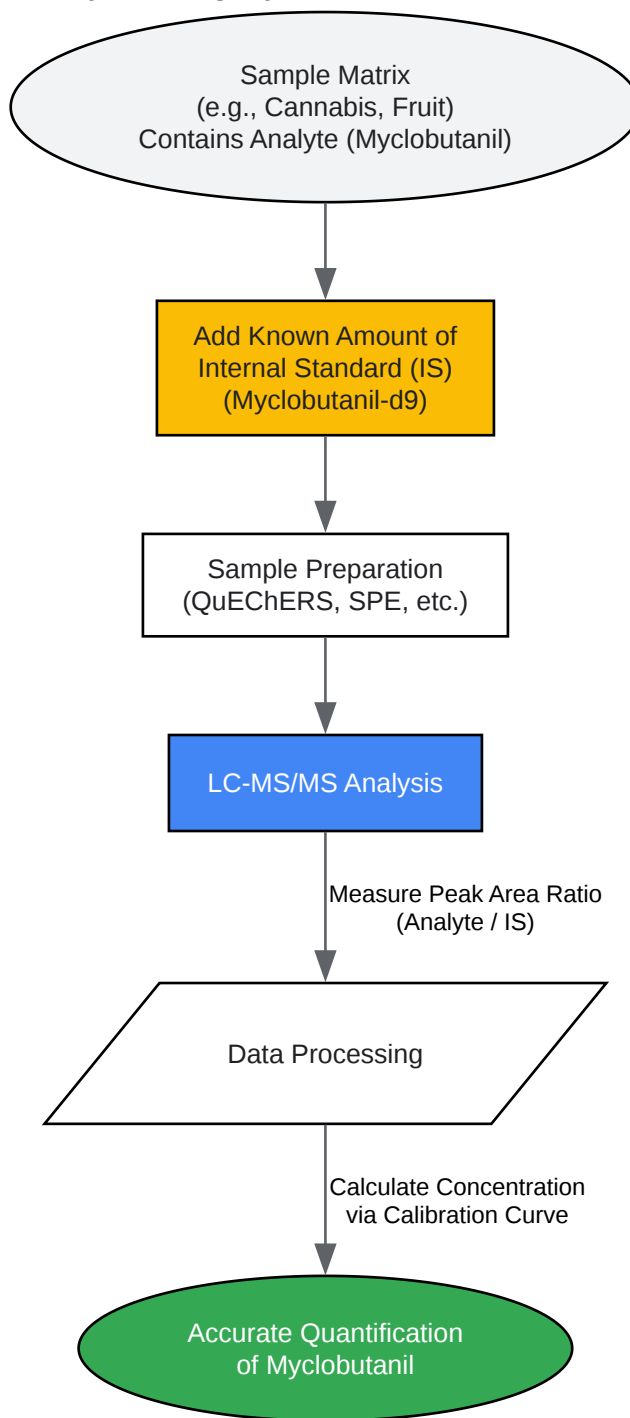 Sample Matrix
(e.g., Cannabis, Fruit)
Contains Analyte (Myclobutanil)
Add Known Amount of
Internal Standard (IS)
(Myclobutanil-d9)
Sample Preparation
(QuEChERS, SPE, etc.)
LC-MS/MS Analysis
Measure Peak Area Ratio
(Analyte / IS)
Data Processing
Calculate Concentration
via Calibration Curve
Accurate Quantification
of Myclobutanil